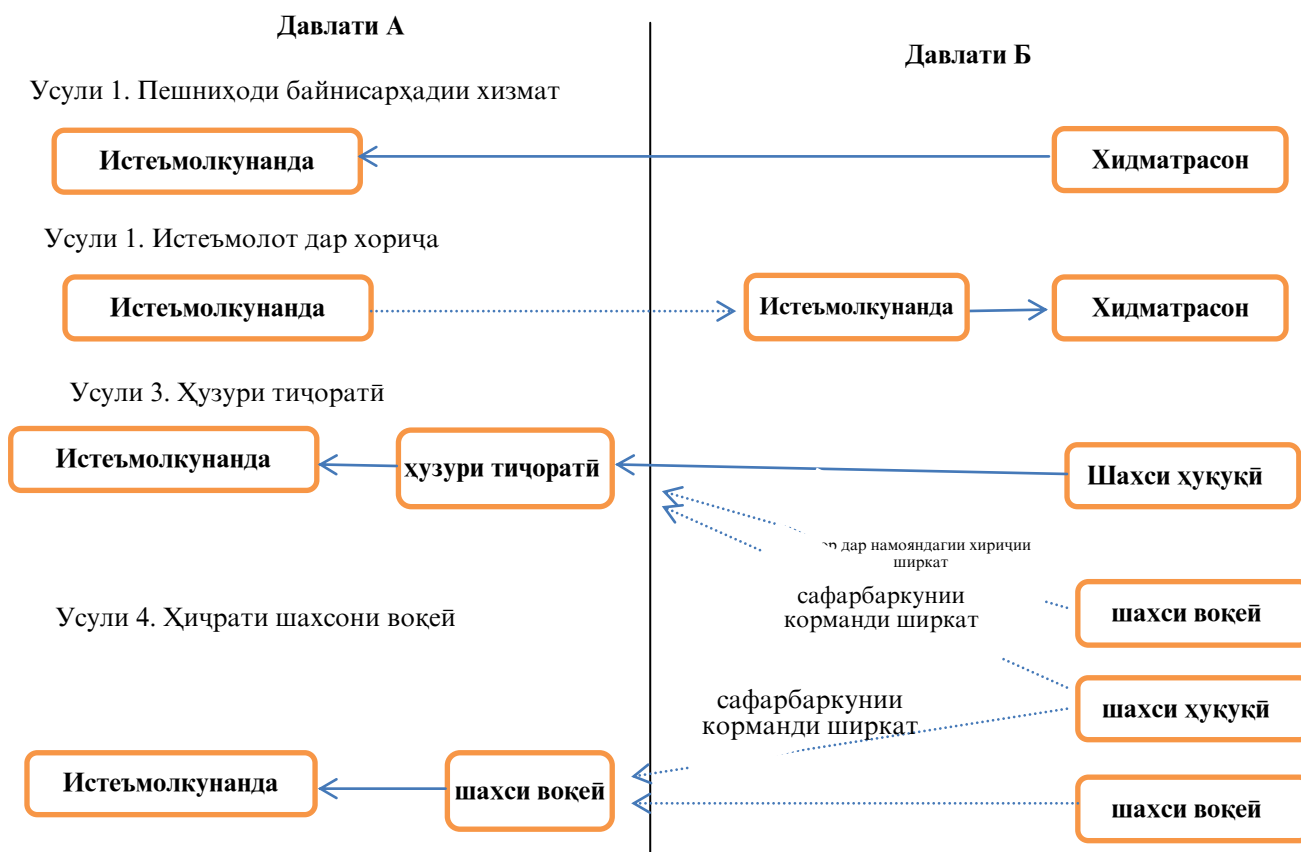 Давлати А
Давлати Б
Усули 1. Пешниҳоди байнисарҳадии хизмат
Истеъмолкунанда
Хидматрасон
Усули 1. Истеъмолот дар хориҷа
Истеъмолкунанда
Истеъмолкунанда
Хидматрасон
Усули 3. Ҳузури тиҷоратӣ
Истеъмолкунанда
ҳузури тиҷоратӣ
Шахси ҳуқуқӣ
дар намояндагии хириҷии
ширкат
сафарбаркунии
корманди ширкат
шахси воқеӣ
Усули 4. Ҳиҷрати шахсони воқеӣ
сафарбаркунии
корманди ширкат
шахси ҳуқуқӣ
Истеъмолкунанда
шахси воқеӣ
шахси воқеӣ